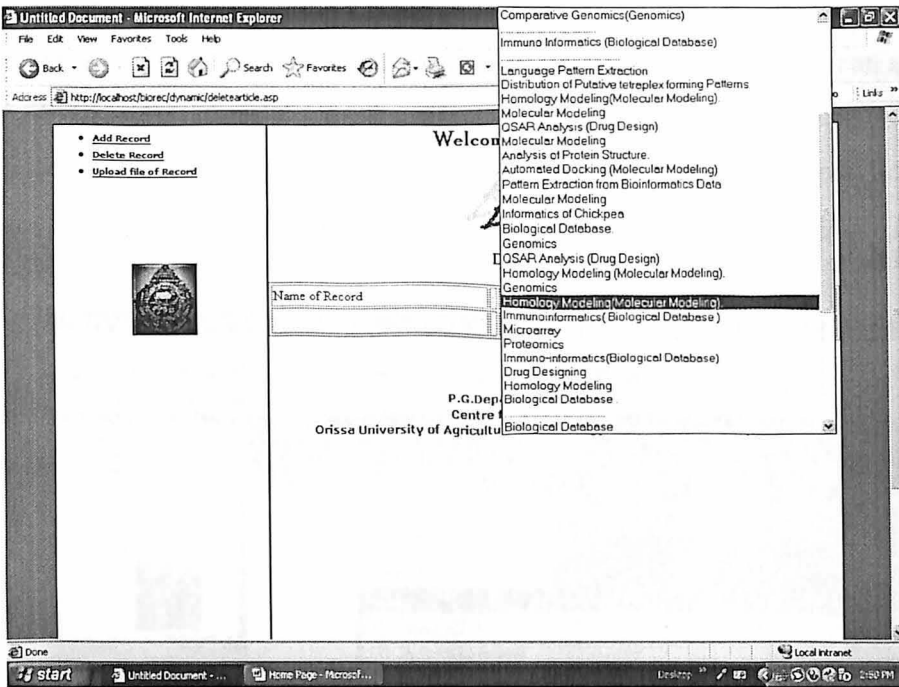 Untitled Document - Microsoft Internet Explorer
File Edit View Favorites Tools Help
Back Search Favorites
Address http://localhost/biorec/dynamic/deletearticle.asp
Links
Add Record
Delete Record
Upload file of Record
Welcom
Name of Record
P.G.Dep
Centre f
Orissa University of Agricultu
Comparative Genomics(Genomics)
Immuno Informatics (Biological Database)
Language Pattern Extraction
Distribution of Putative tetreplex forming Patterns
Homology Modeling(Molecular Modeling).
Molecular Modeling
QSAR Analysis (Drug Design)
Molecular Modeling
Analysis of Protein Structure.
Automated Docking (Molecular Modeling)
Pattern Extraction from Bioinformatics Data
Molecular Modeling
Informatics of Chickpea
Biological Database.
Genomics
QSAR Analysis (Drug Design)
Homology Modeling (Molecular Modeling).
Genomics
Homology Modeling(Molecular Modeling).
Immunoinformatics( Biological Database )
Microarray
Proteomics
Immuno-informatics(Biological Database)
Drug Designing
Homology Modeling
Biological Database .
Biological Database
Done
Local intranet
start
Untitled Document - ...
Home Page - Microsof...
Desktop
2:50 PM